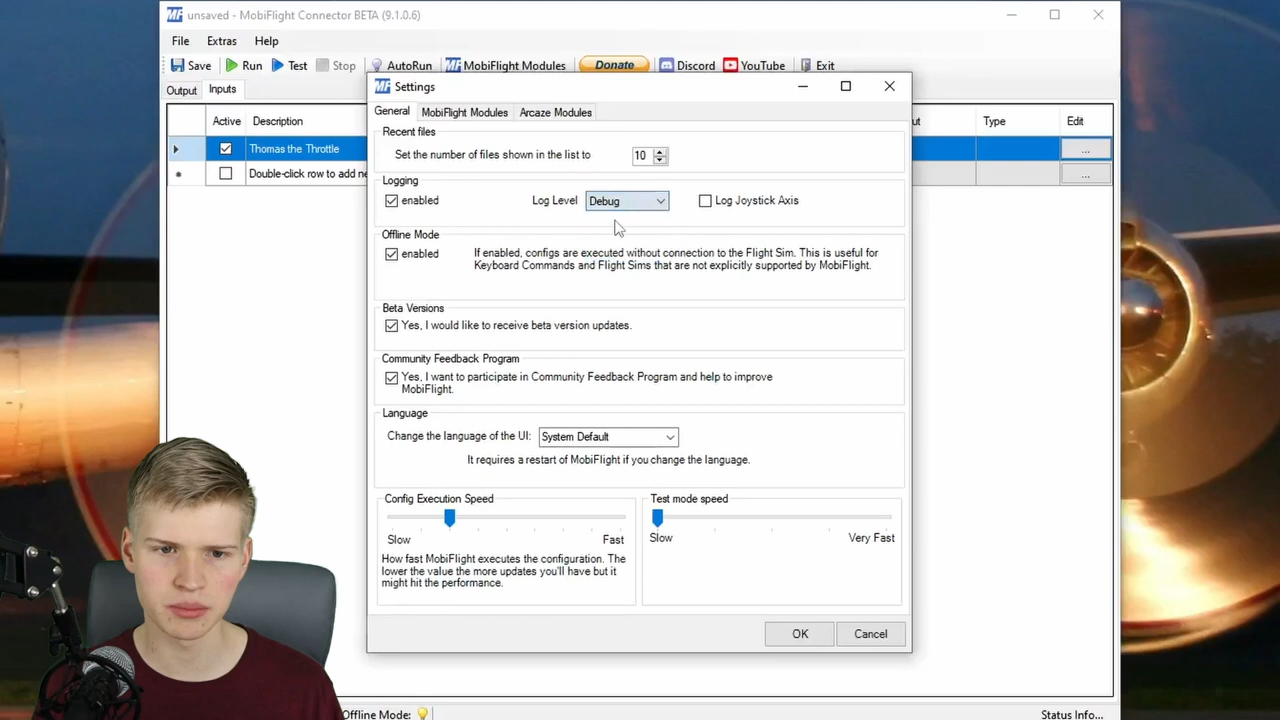 MF unsaved - MobiFlight Connector BETA (9.1.0.6)
File Extras Help
MF Save Run Test Stop AutoRun MF MobiFlight Modules Donate Discord YouTube Exit
Output Inputs
Active Description Type Edit
Thomas the Throttle ...
Double-click row to add ...
MF Settings
General MobiFlight Modules Arcaze Modules
Recent files
Set the number of files shown in the list to 10
Logging
enabled Log Level Debug Log Joystick Axis
Offline Mode
enabled
If enabled, configs are executed without connection to the Flight Sim. This is useful for
Keyboard Commands and Flight Sims that are not explicitly supported by MobiFlight.
Beta Versions
Yes, I would like to receive beta version updates.
Community Feedback Program
Yes, I want to participate in Community Feedback Program and help to improve
MobiFlight.
Language
Change the language of the UI: System Default
It requires a restart of MobiFlight if you change the language.
Config Execution Speed
Slow Fast
How fast MobiFlight executes the configuration. The
lower the value the more updates you'll have but it
might hit the performance.
Test mode speed
Slow Very Fast
OK Cancel
Offline Mode: Status Info...